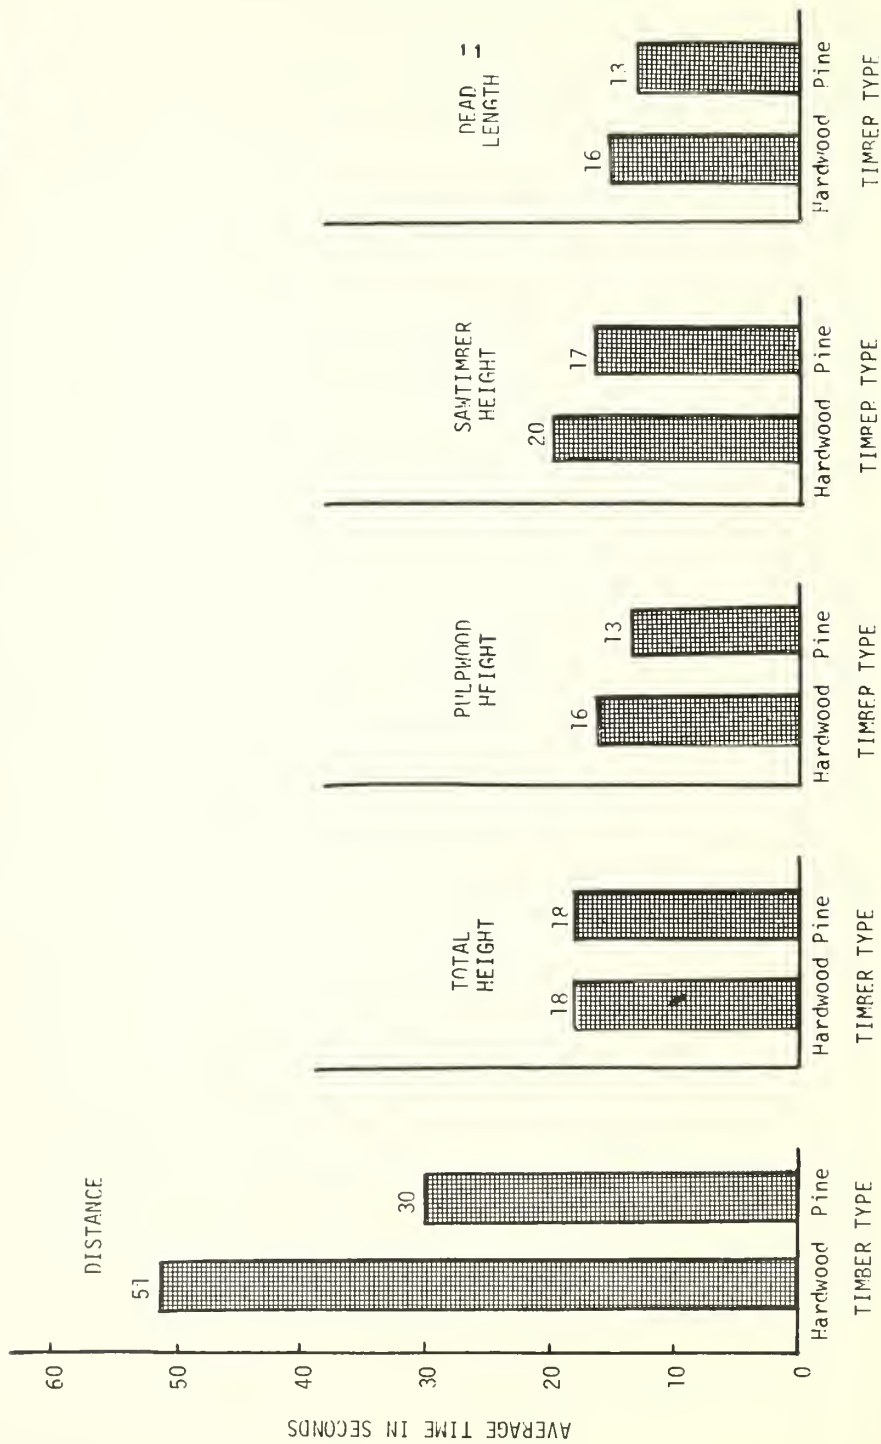 AVERAGE TIME IN SECONDS
60
50
40
30
20
10
0
DISTANCE
51
30
Hardwood Pine
TIMBER TYPE
TOTAL
HEIGHT
18
18
Hardwood Pine
TIMBER TYPE
PULPWOOD
HEIGHT
16
13
Hardwood Pine
TIMBER TYPE
SAWTIMBER
HEIGHT
20
17
Hardwood Pine
TIMBER TYPE
DEAD
LENGTH
16
13
Hardwood Pine
TIMBER TYPE